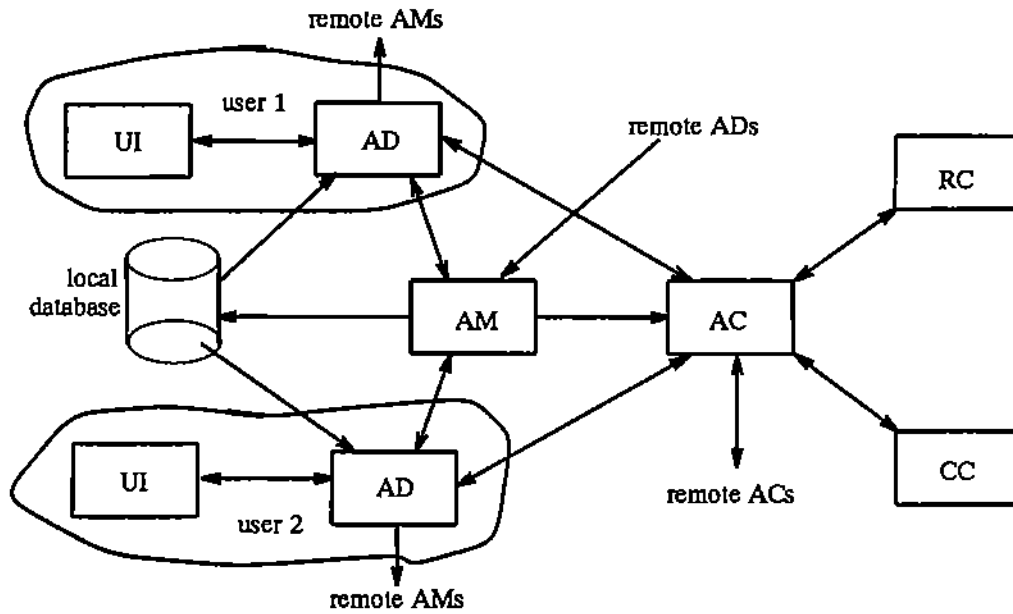 remote AMs
user 1
UI
AD
remote ADs
RC
local
database
AM
AC
UI
AD
user 2
remote ACs
CC
remote AMs